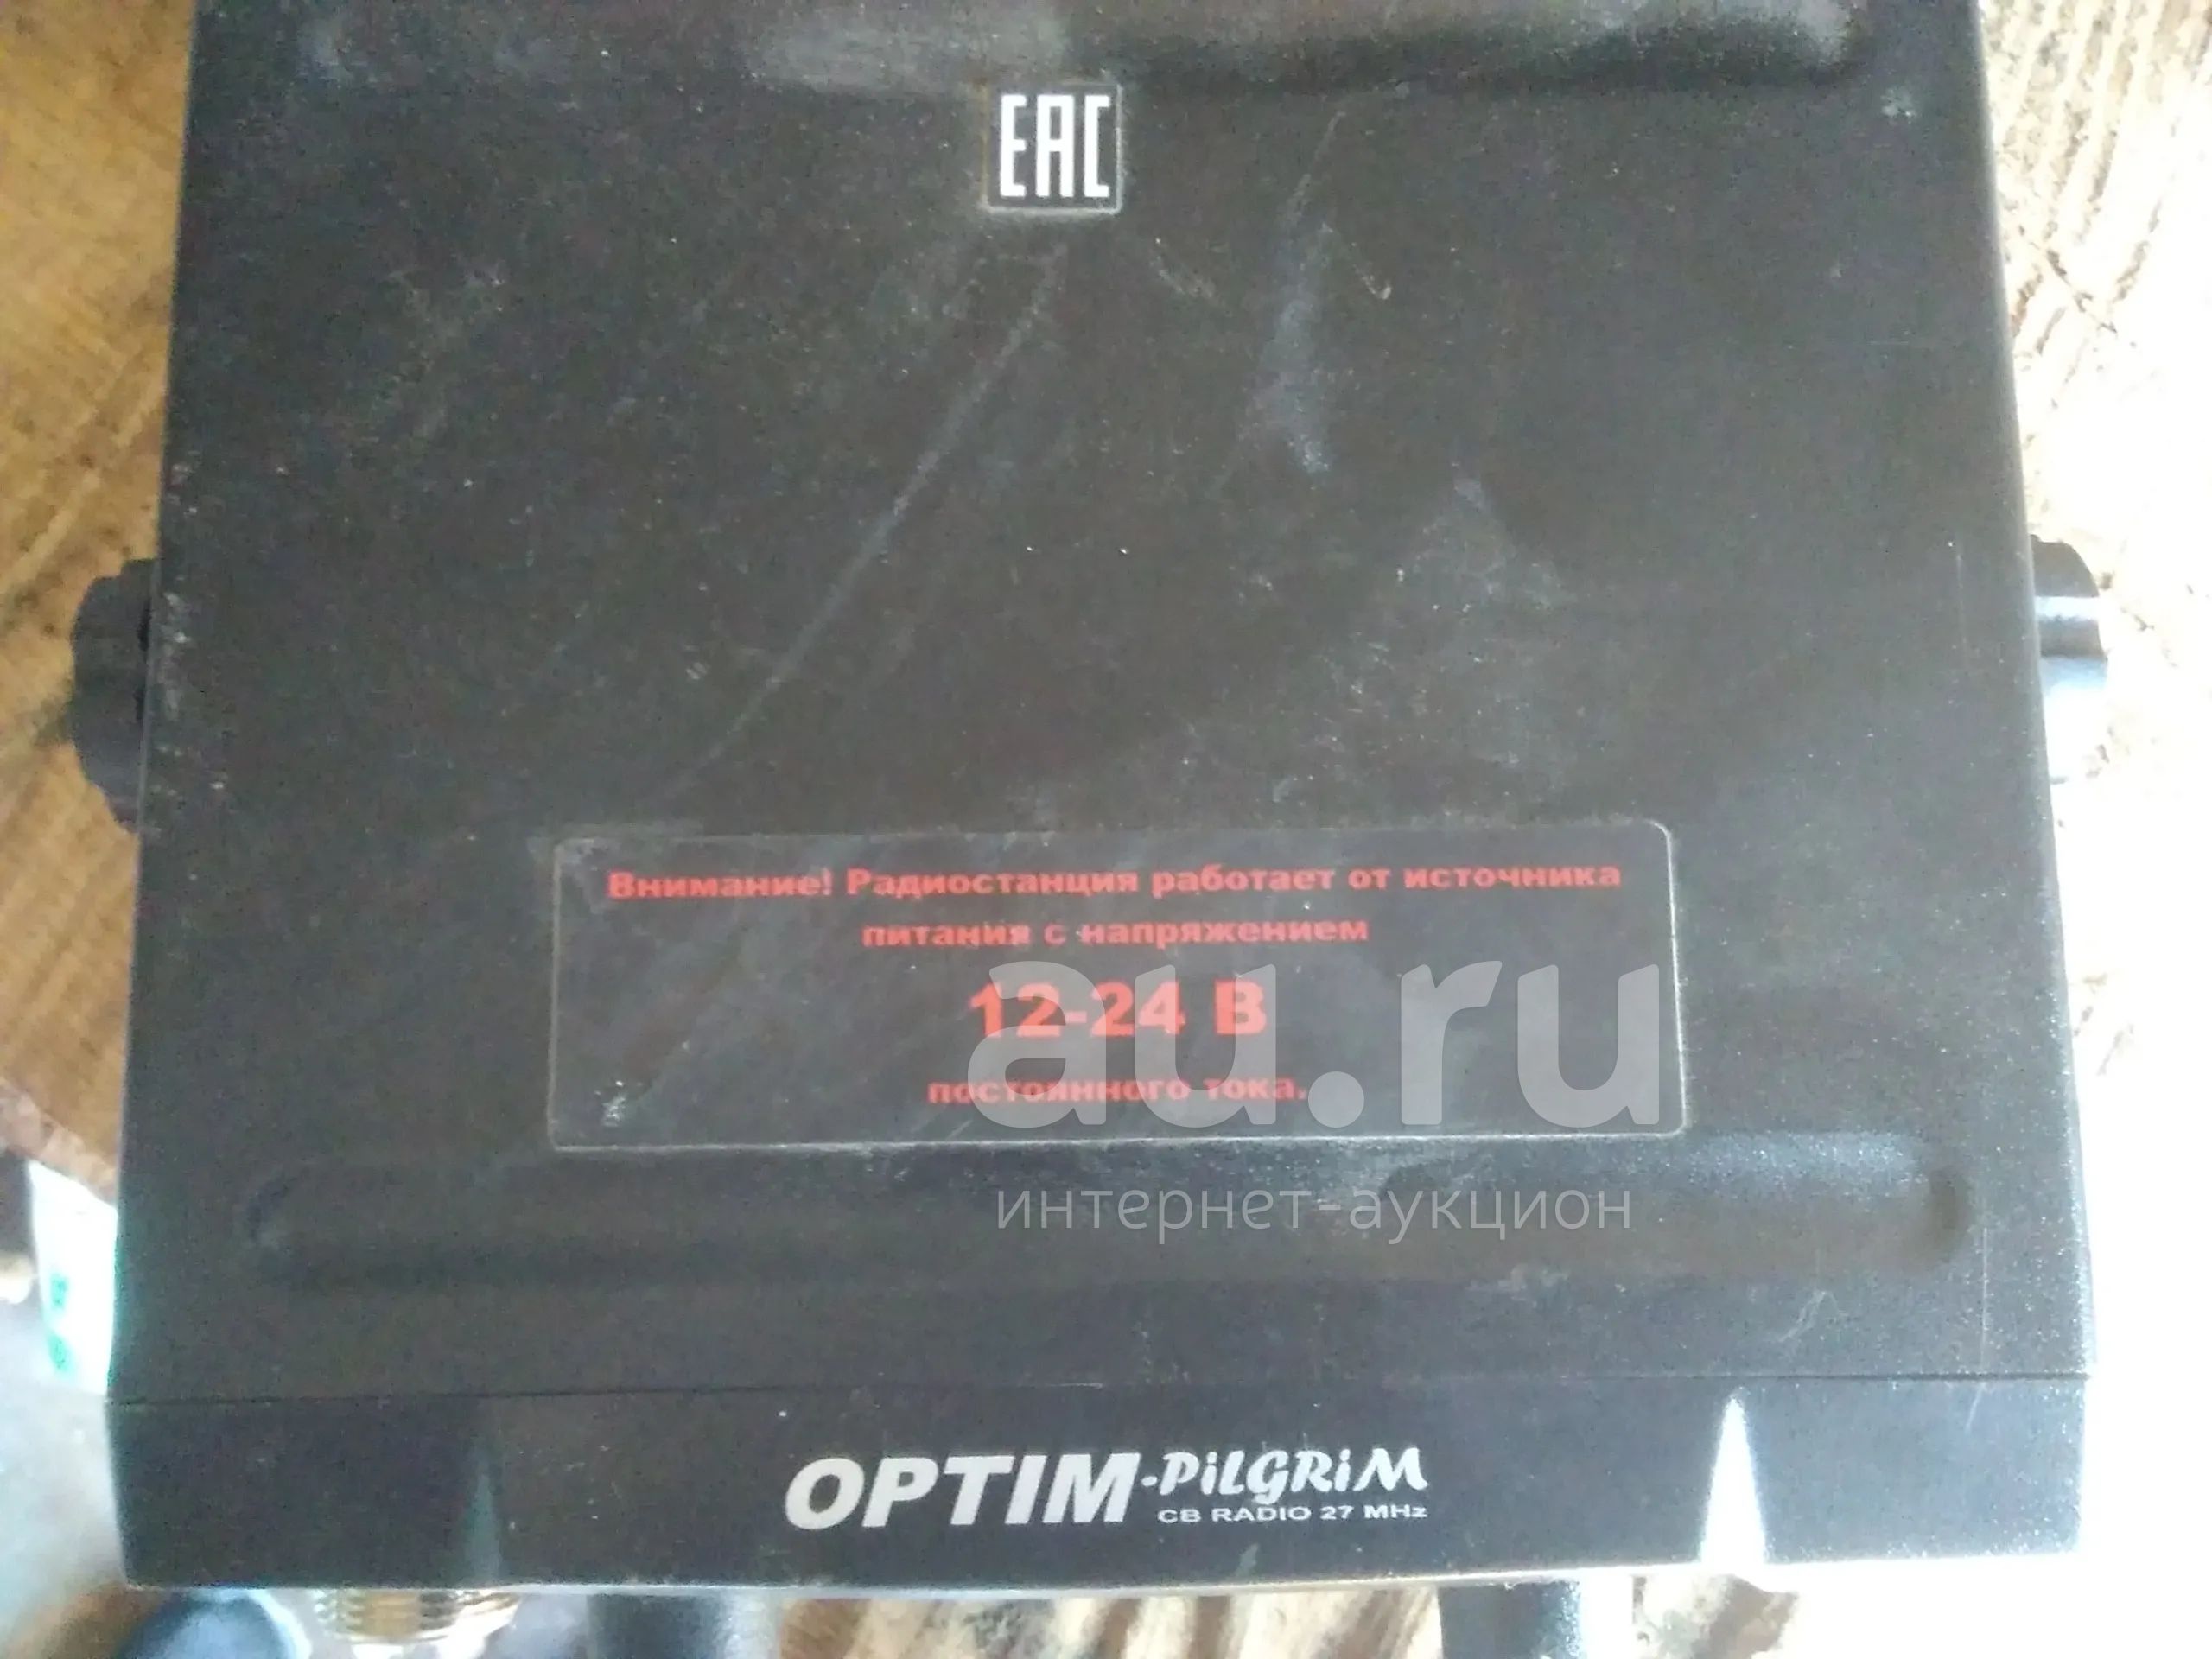 EAC
Внимание! Радиостанция работает от источника
питания с напряжением
12-24 В
постоянного тока.
au.ru
интернет-аукцион
OPTIM-PiLGRiM
CB RADIO 27 MHz